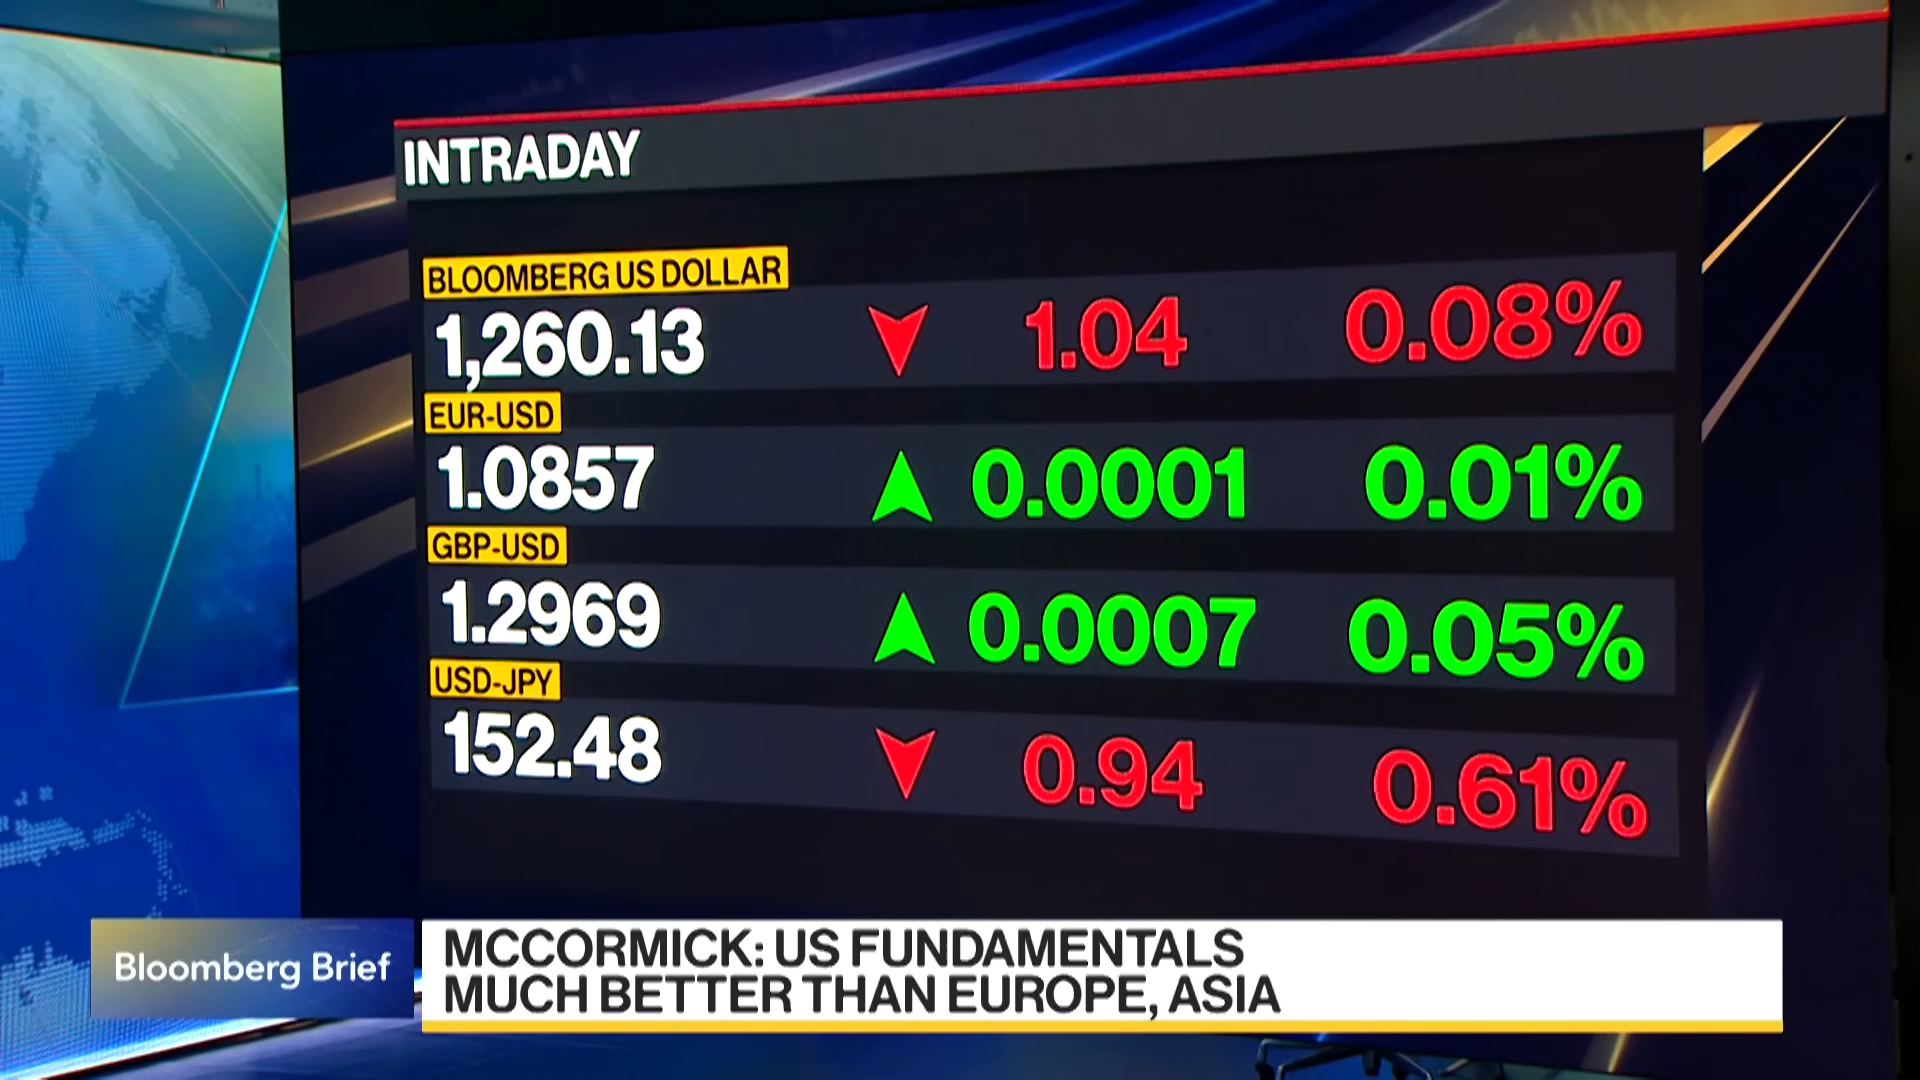 INTRADAY
BLOOMBERG US DOLLAR
1,260.13 1.04 0.08%
EUR-USD
1.0857 0.0001 0.01%
GBP-USD
1.2969 0.0007 0.05%
USD-JPY
152.48 0.94 0.61%
Bloomberg Brief
MCCORMICK: US FUNDAMENTALS
MUCH BETTER THAN EUROPE, ASIA